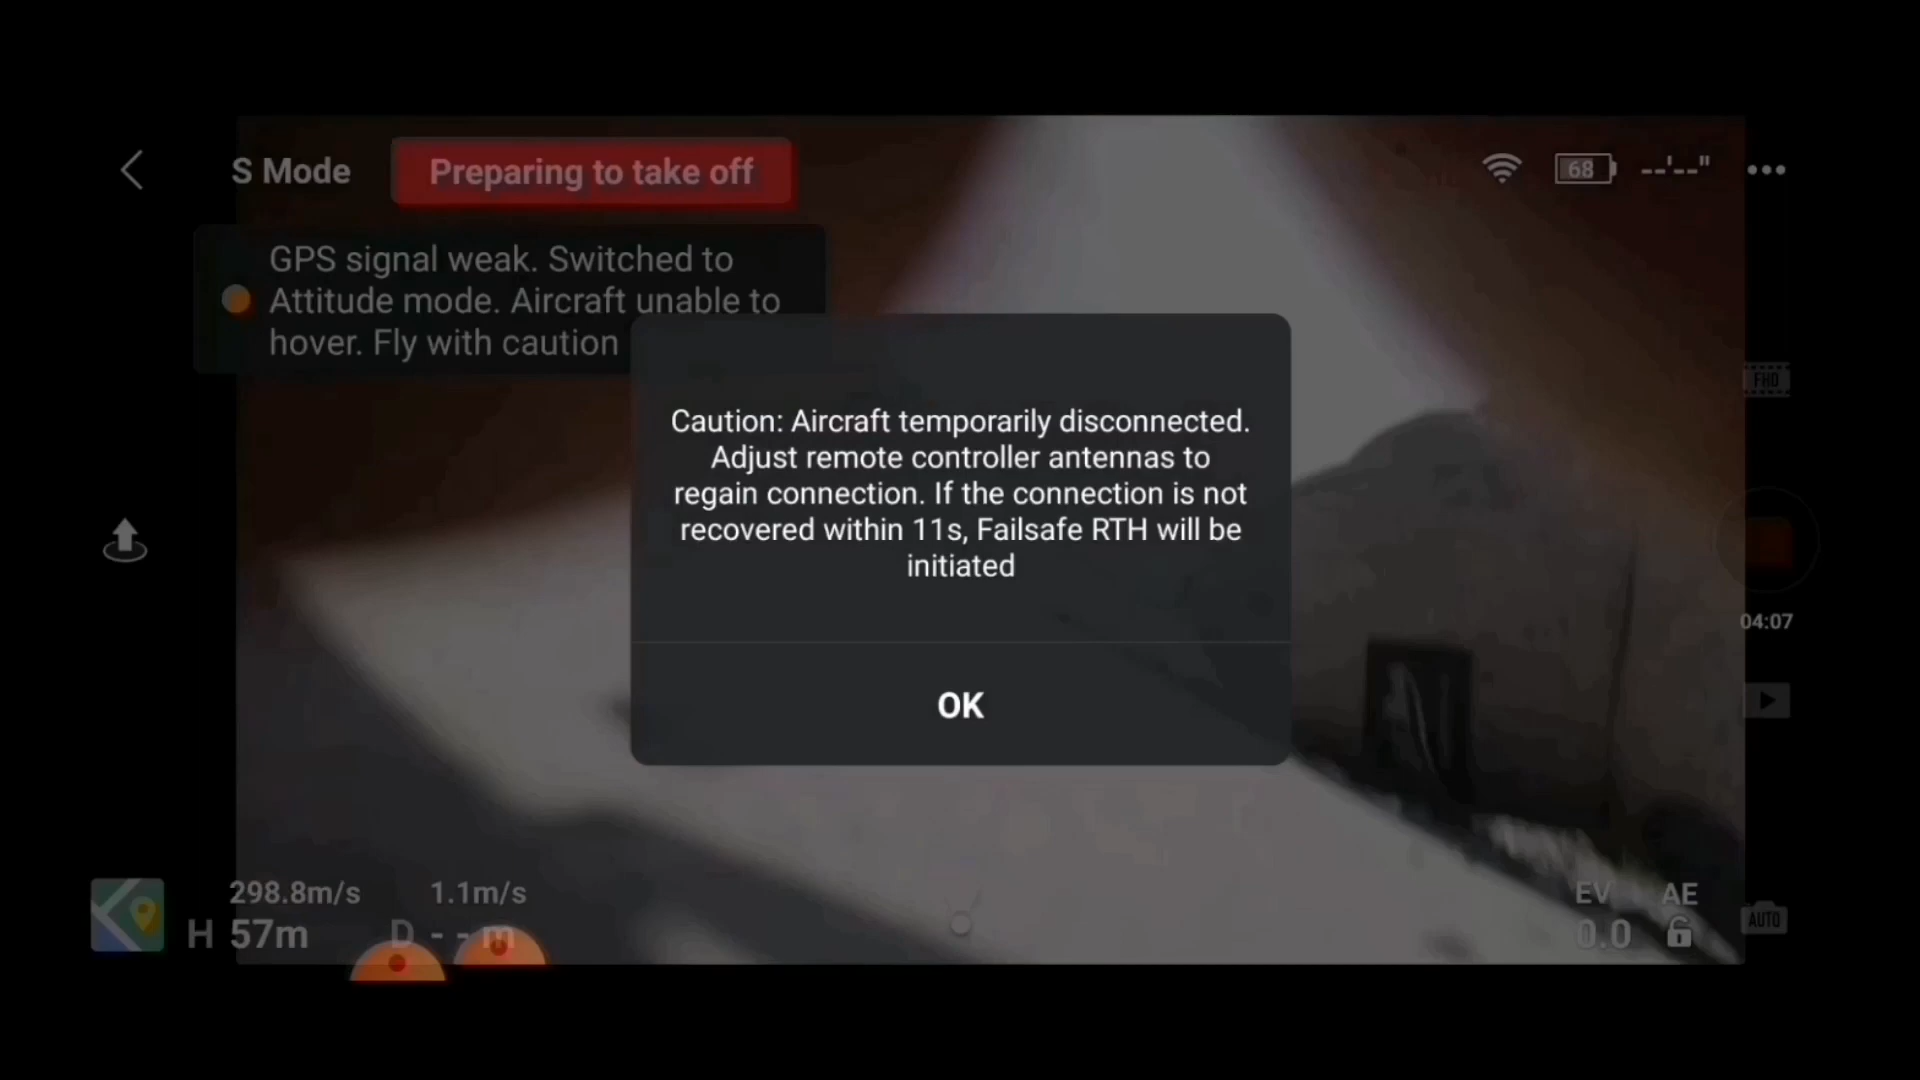 S Mode
Preparing to take off
68
--'--"
GPS signal weak. Switched to
Attitude mode. Aircraft unable to
hover. Fly with caution
Caution: Aircraft temporarily disconnected.
Adjust remote controller antennas to
regain connection. If the connection is not
recovered within 11s, Failsafe RTH will be
initiated
OK
FHD
04:07
298.8m/s
1.1m/s
H 57m
D --m
EV
AE
0.0
AUTO